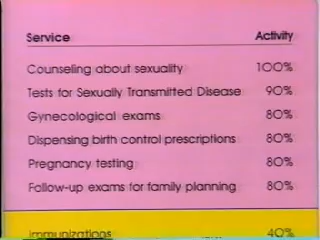 Service Activity
Counseling about sexuality 100%
Tests for Sexually Transmitted Disease 90%
Gynecological exams 80%
Dispensing birth control prescriptions 80%
Pregnancy testing 80%
Follow-up exams for family planning 80%
Immunizations 40%